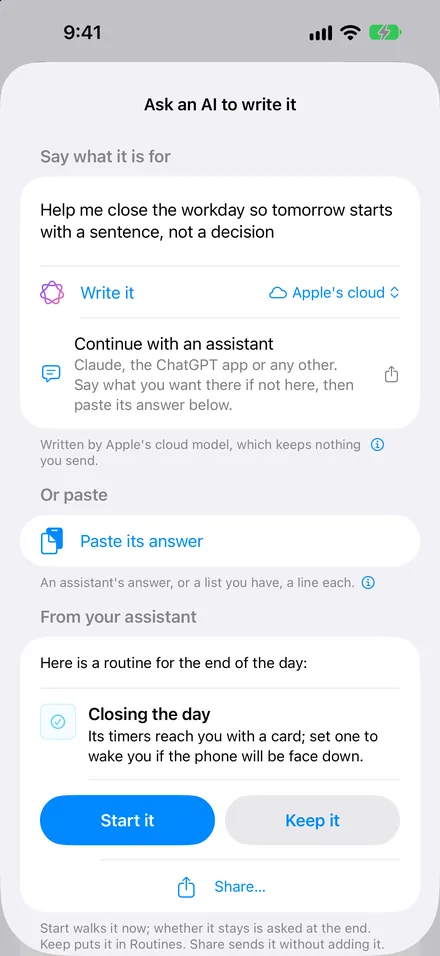 9:41
Ask an AI to write it
Say what it is for
Help me close the workday so tomorrow starts
with a sentence, not a decision
Write it
Apple's cloud
Continue with an assistant
Claude, the ChatGPT app or any other.
Say what you want there if not here, then
paste its answer below.
Written by Apple's cloud model, which keeps nothing
you send.
Or paste
Paste its answer
An assistant's answer, or a list you have, a line each.
From your assistant
Here is a routine for the end of the day:
Closing the day
Its timers reach you with a card; set one to
wake you if the phone will be face down.
Start it
Keep it
Share...
Start walks it now; whether it stays is asked at the end.
Keep puts it in Routines. Share sends it without adding it.